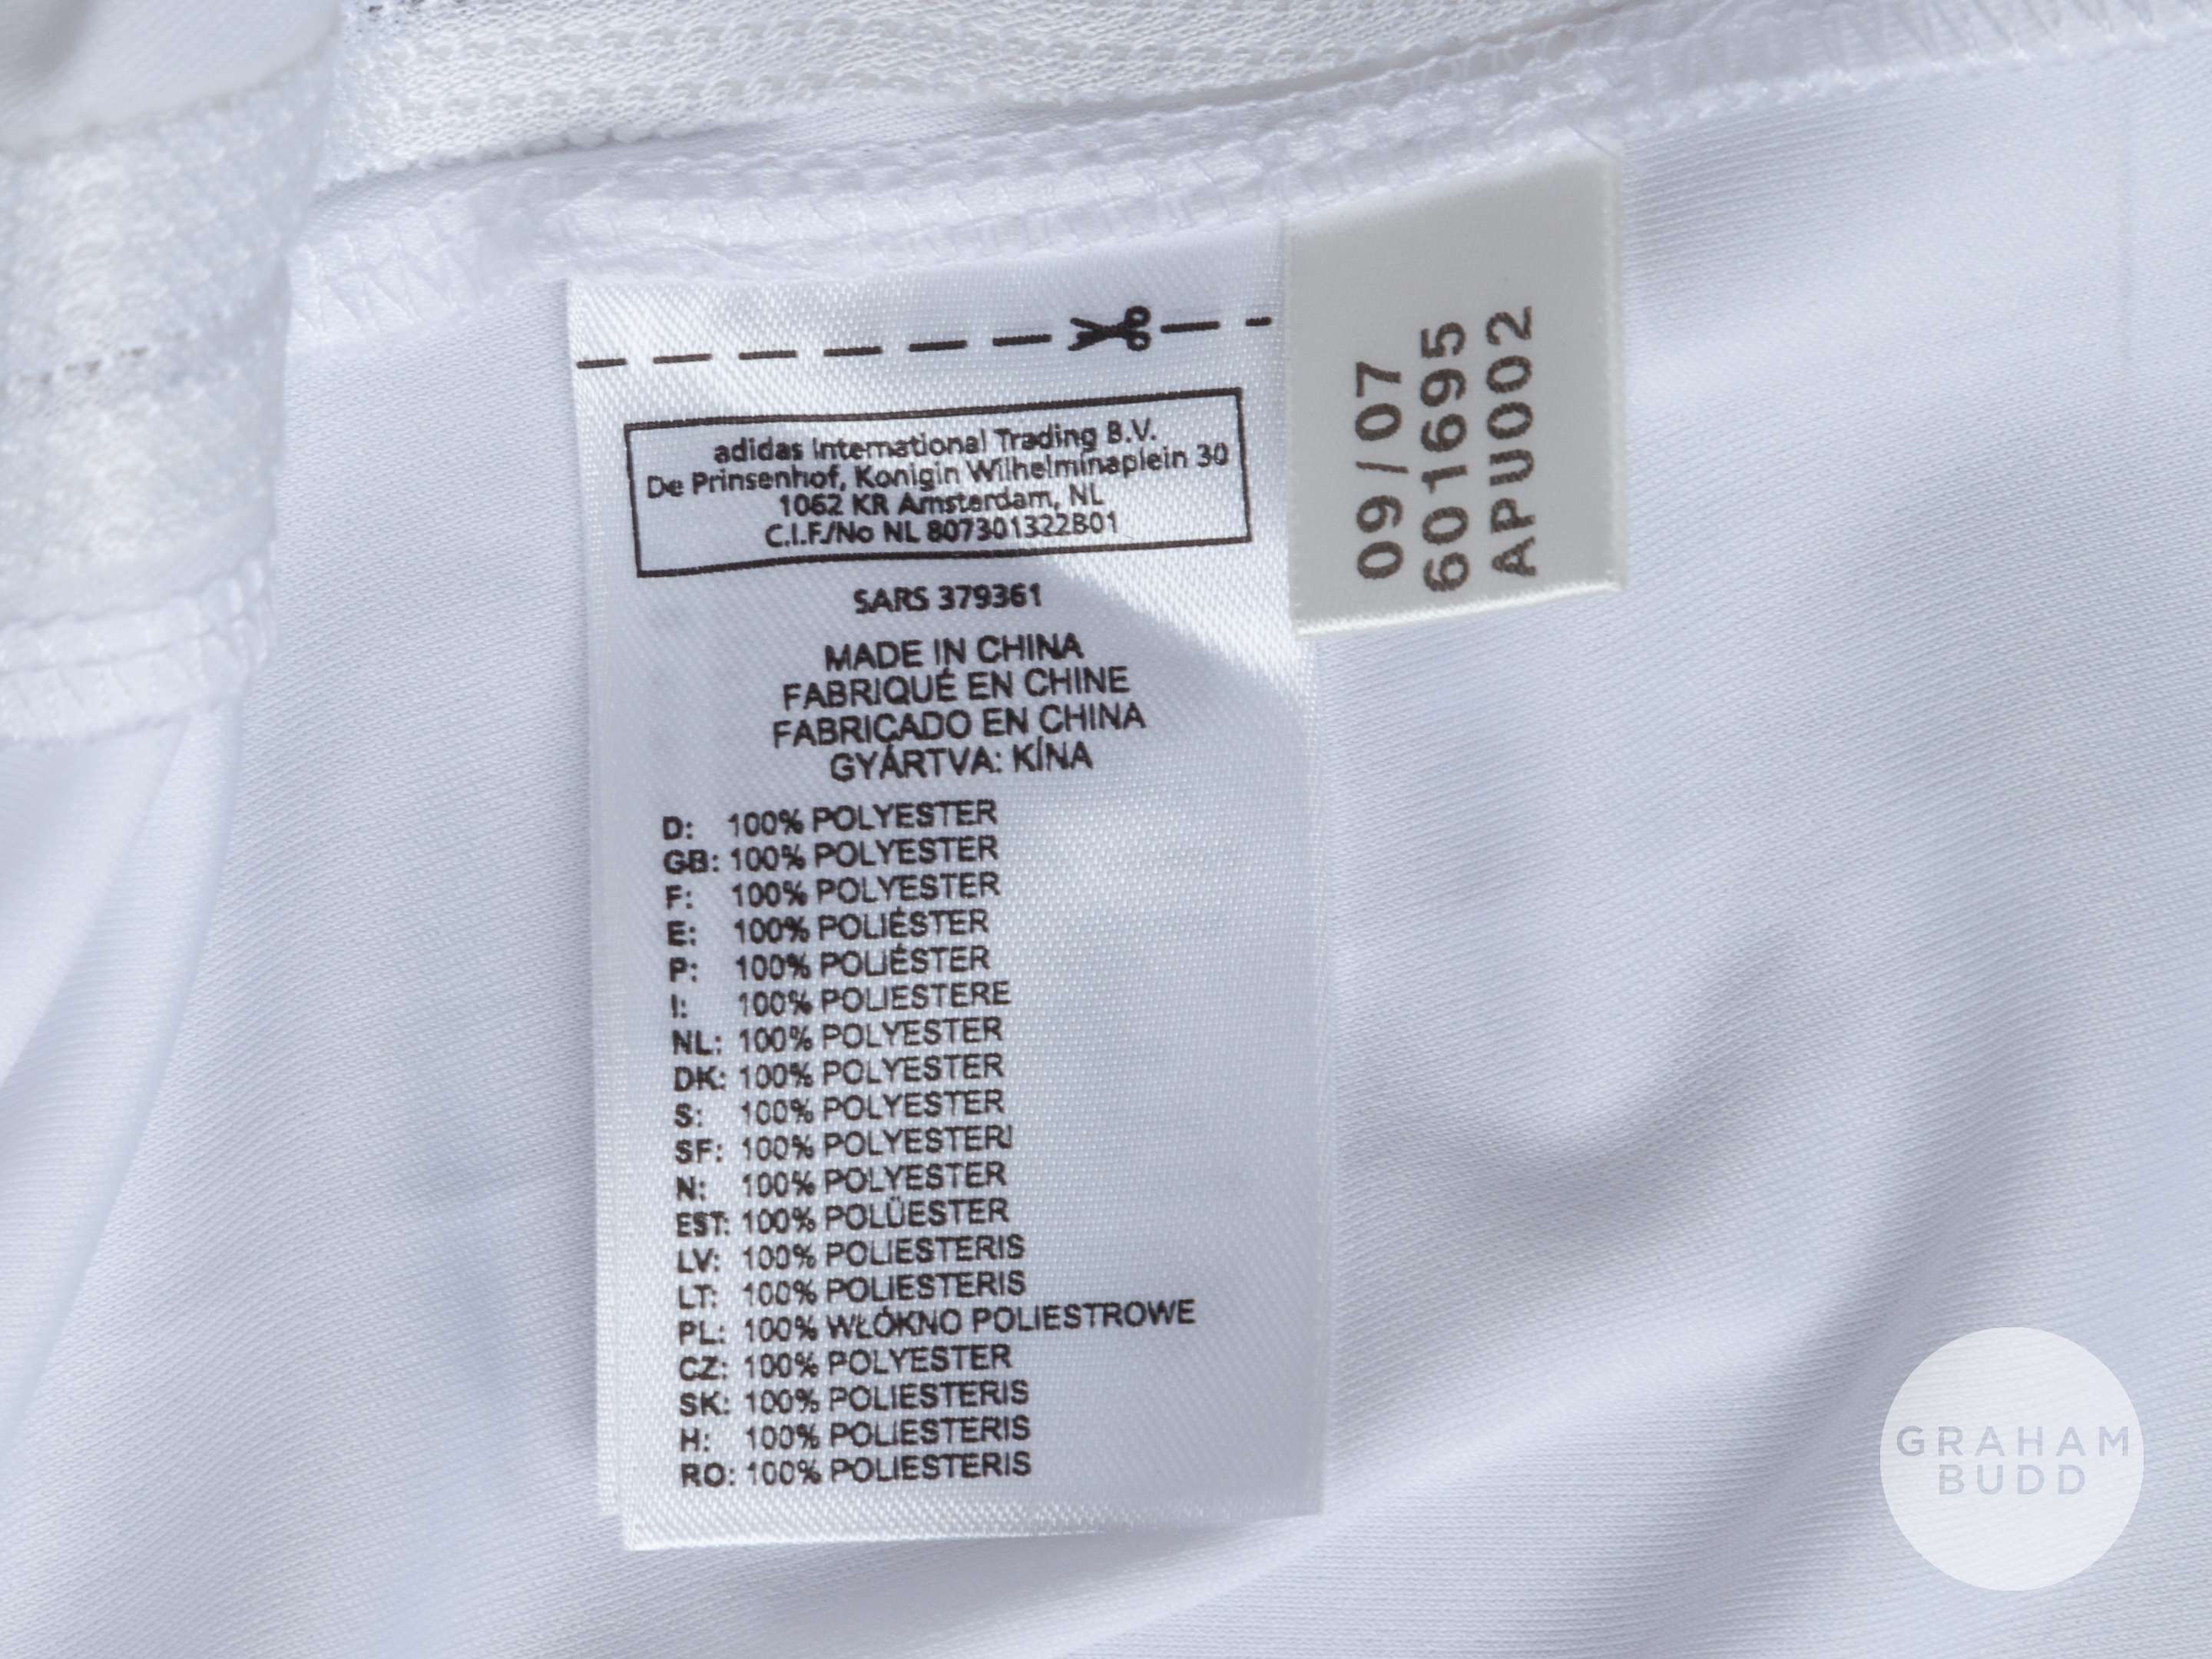 adidas International Trading B.V.
De Prinsenhof, Konigin Wilhelminaplein 30
1062 KR Amsterdam, NL
C.I.F./No NL 807301322B01
SARS 379361
MADE IN CHINA
FABRIQUÉ EN CHINE
FABRICADO EN CHINA
GYÁRTVA: KÍNA
D: 100% POLYESTER
GB: 100% POLYESTER
F: 100% POLYESTER
E: 100% POLIÉSTER
P: 100% POLIÉSTER
I: 100% POLIESTERE
NL: 100% POLYESTER
DK: 100% POLYESTER
S: 100% POLYESTER
SF: 100% POLYESTERI
N: 100% POLYESTER
EST: 100% POLÜESTER
LV: 100% POLIESTERIS
LT: 100% POLIESTERIS
PL: 100% WŁÓKNO POLIESTROWE
CZ: 100% POLYESTER
SK: 100% POLIESTERIS
H: 100% POLIESTERIS
RO: 100% POLIESTERIS
09/07
601695
APU002
GRAHAM
BUDD